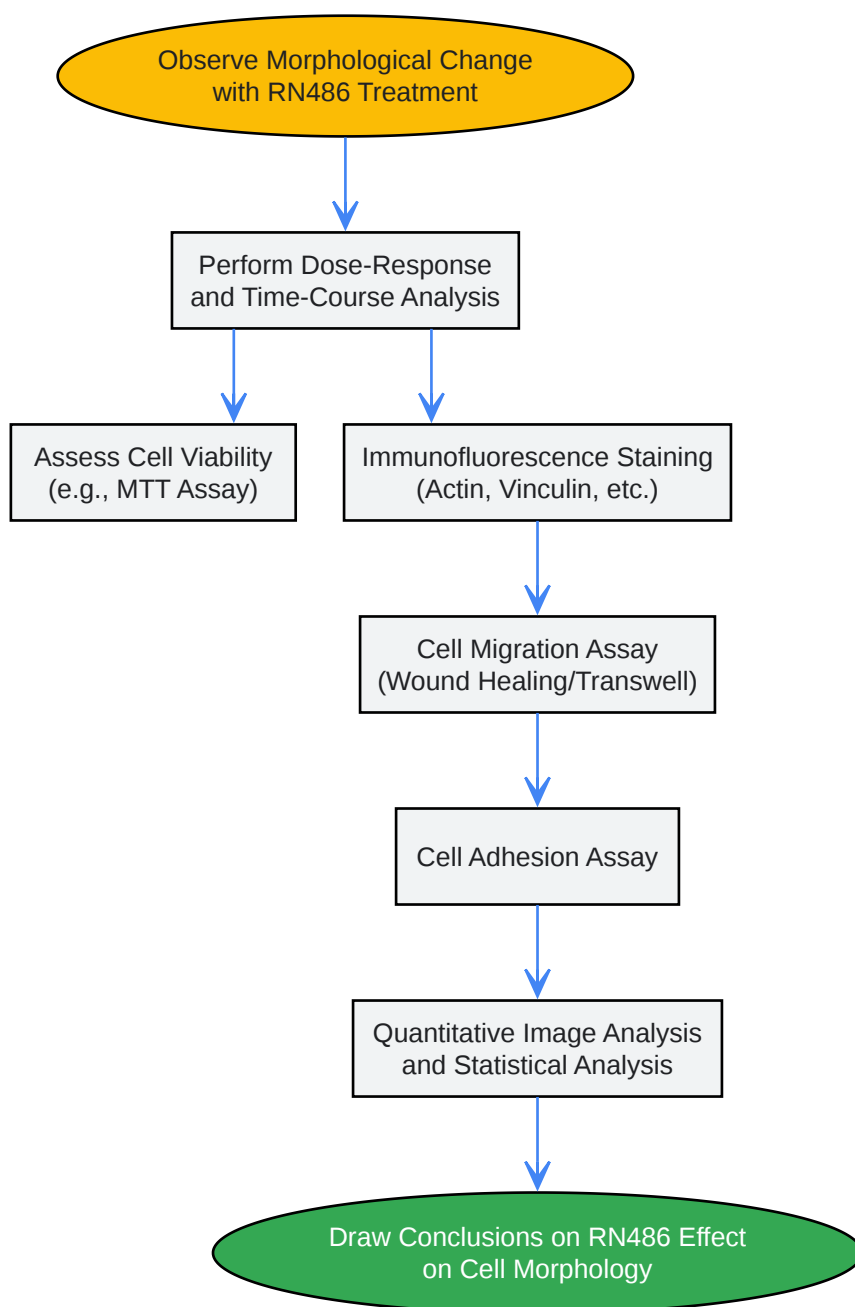 Observe Morphological Change
with RN486 Treatment
Perform Dose-Response
and Time-Course Analysis
Assess Cell Viability
(e.g., MTT Assay)
Immunofluorescence Staining
(Actin, Vinculin, etc.)
Cell Migration Assay
(Wound Healing/Transwell)
Cell Adhesion Assay
Quantitative Image Analysis
and Statistical Analysis
Draw Conclusions on RN486 Effect
on Cell Morphology